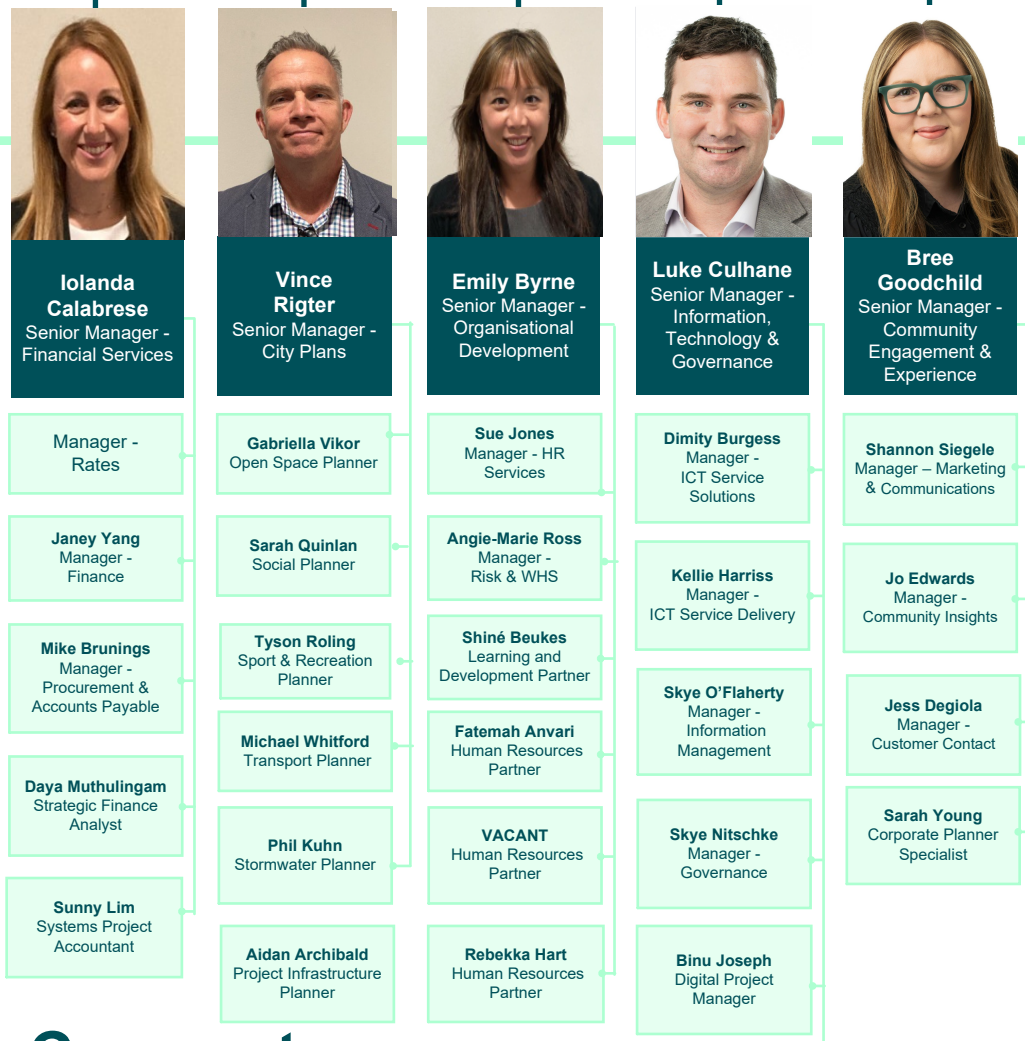 Iolanda
Calabrese
Senior Manager -
Financial Services
Manager -
Rates
Janey Yang
Manager -
Finance
Mike Brunings
Manager -
Procurement &
Accounts Payable
Daya Muthulingam
Strategic Finance
Analyst
Sunny Lim
Systems Project
Accountant
Vince
Rigter
Senior Manager -
City Plans
Gabriella Vikor
Open Space Planner
Sarah Quinlan
Social Planner
Tyson Roling
Sport & Recreation
Planner
Michael Whitford
Transport Planner
Phil Kuhn
Stormwater Planner
Aidan Archibald
Project Infrastructure
Planner
Emily Byrne
Senior Manager -
Organisational
Development
Sue Jones
Manager - HR
Services
Angie-Marie Ross
Manager -
Risk & WHS
Shiné Beukes
Learning and
Development Partner
Fatemah Anvari
Human Resources
Partner
VACANT
Human Resources
Partner
Rebekka Hart
Human Resources
Partner
Luke Culhane
Senior Manager -
Information,
Technology &
Governance
Dimity Burgess
Manager -
ICT Service
Solutions
Kellie Harriss
Manager -
ICT Service Delivery
Skye O’Flaherty
Manager -
Information
Management
Skye Nitschke
Manager -
Governance
Binu Joseph
Digital Project
Manager
Bree
Goodchild
Senior Manager -
Community
Engagement &
Experience
Shannon Siegele
Manager – Marketing
& Communications
Jo Edwards
Manager -
Community Insights
Jess Degiola
Manager -
Customer Contact
Sarah Young
Corporate Planner
Specialist